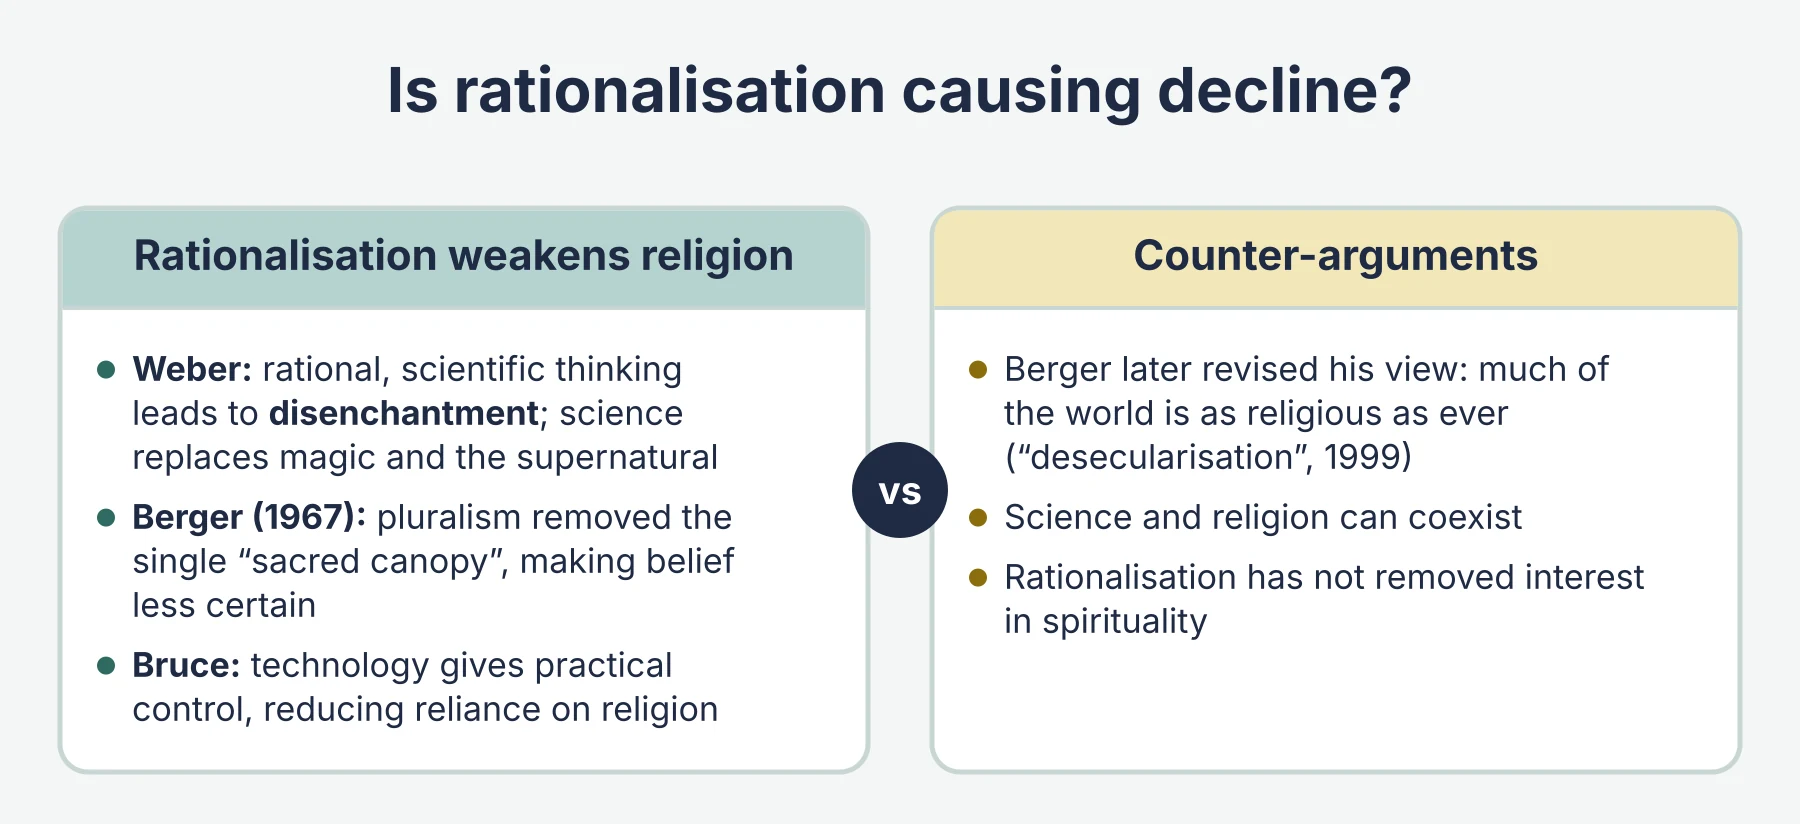 Is rationalisation causing decline?
Rationalisation weakens religion
Weber: rational, scientific thinking
leads to disenchantment; science
replaces magic and the supernatural
Berger (1967): pluralism removed the
single “sacred canopy”, making belief
less certain
Bruce: technology gives practical
control, reducing reliance on religion
vs
Counter-arguments
Berger later revised his view: much of
the world is as religious as ever
(“desecularisation”, 1999)
Science and religion can coexist
Rationalisation has not removed interest
in spirituality